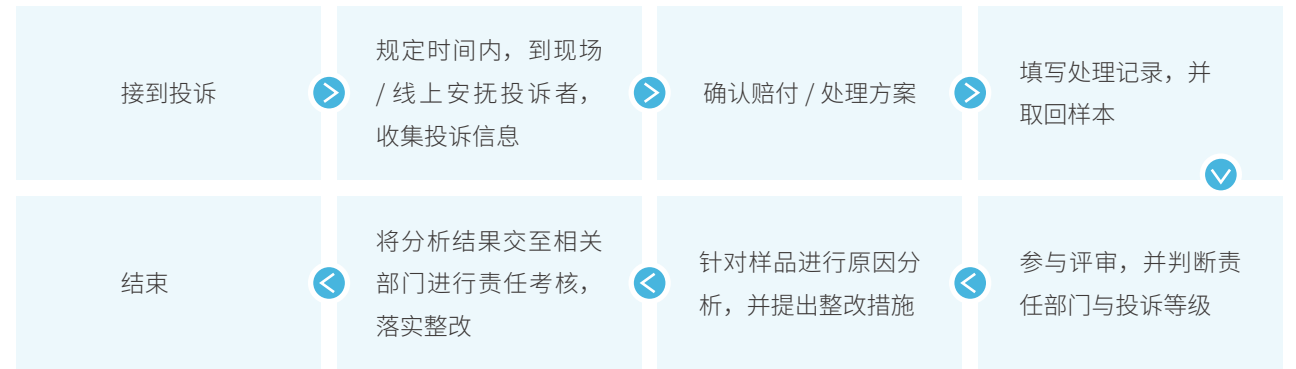 接到投诉
规定时间内，到现场
/ 线上安抚投诉者，
收集投诉信息
确认赔付 / 处理方案
填写处理记录，并
取回样本
参与评审，并判断责
任部门与投诉等级
针对样品进行原因分
析，并提出整改措施
将分析结果交至相关
部门进行责任考核，
落实整改
结束